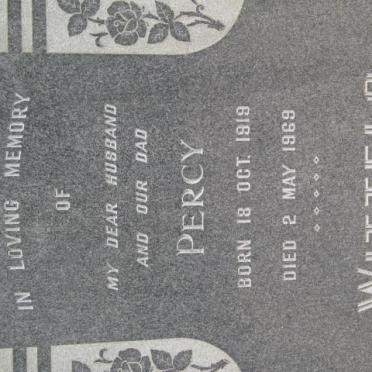 IN LOVING MEMORY
OF
MY DEAR HUSBAND
AND OUR DAD
PERCY
BORN 18 OCT. 1919
DIED 2 MAY 1969